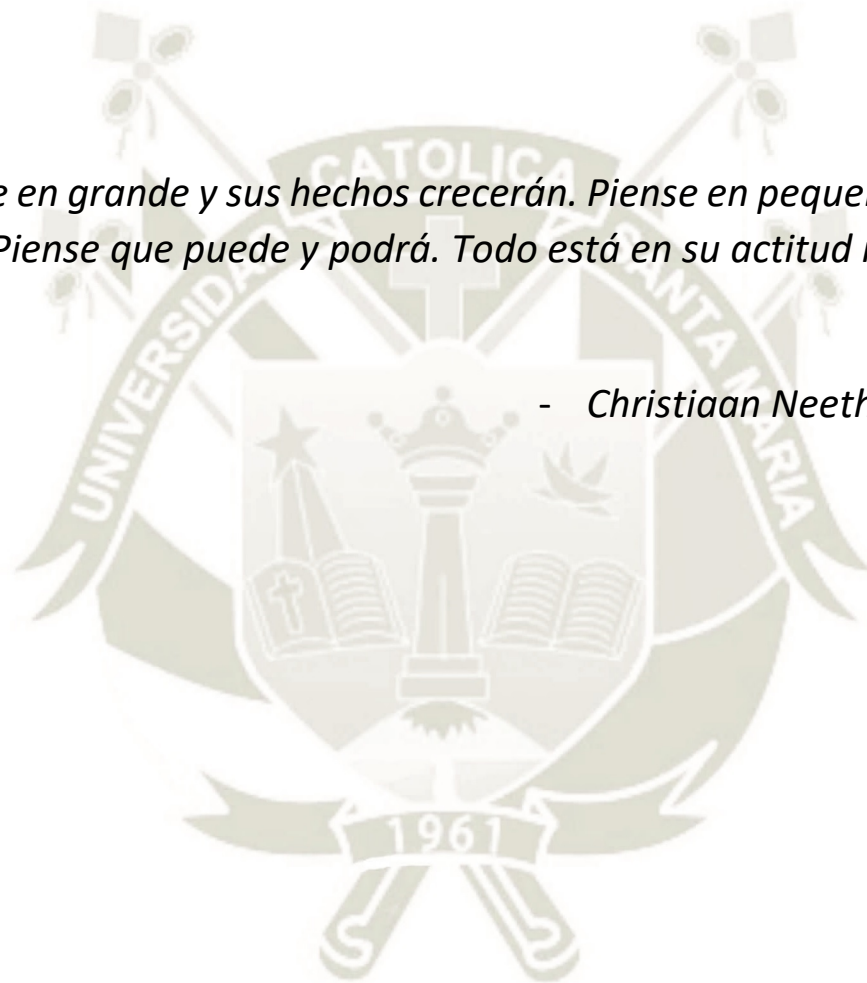 e en grande y sus hechos crecerán. Piense en
Piense que puede y podrá. Todo está en su actitud
- Christiaan Neeth
UNIVERSIDAD CATOLICA SANTA MARIA
1961